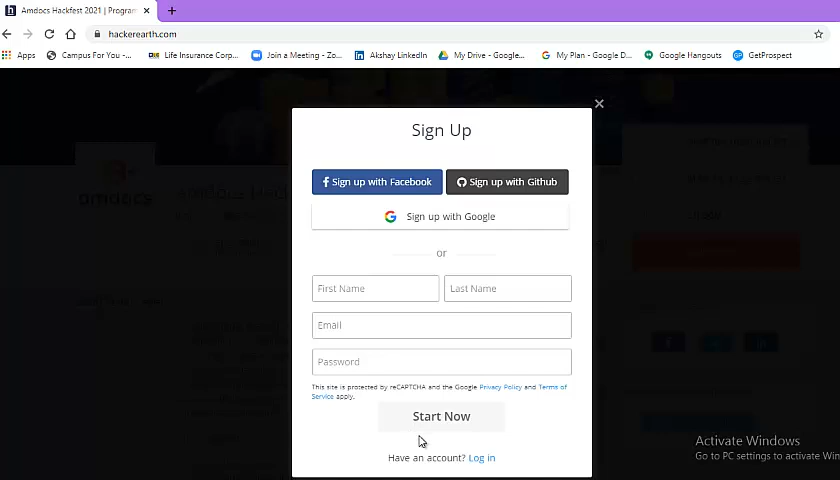 Amdocs Hackfest 2021 | Program
hackerearth.com
Apps
Campus For You -...
Life Insurance Corp...
Join a Meeting - Zo...
Akshay LinkedIn
My Drive - Google...
My Plan - Google D...
Google Hangouts
GetProspect
Sign Up
Sign up with Facebook
Sign up with Github
Sign up with Google
or
First Name
Last Name
Email
Password
This site is protected by reCAPTCHA and the Google Privacy Policy and Terms of
Service apply.
Start Now
Have an account? Log in
amdocs
Activate Windows
Go to PC settings to activate Win